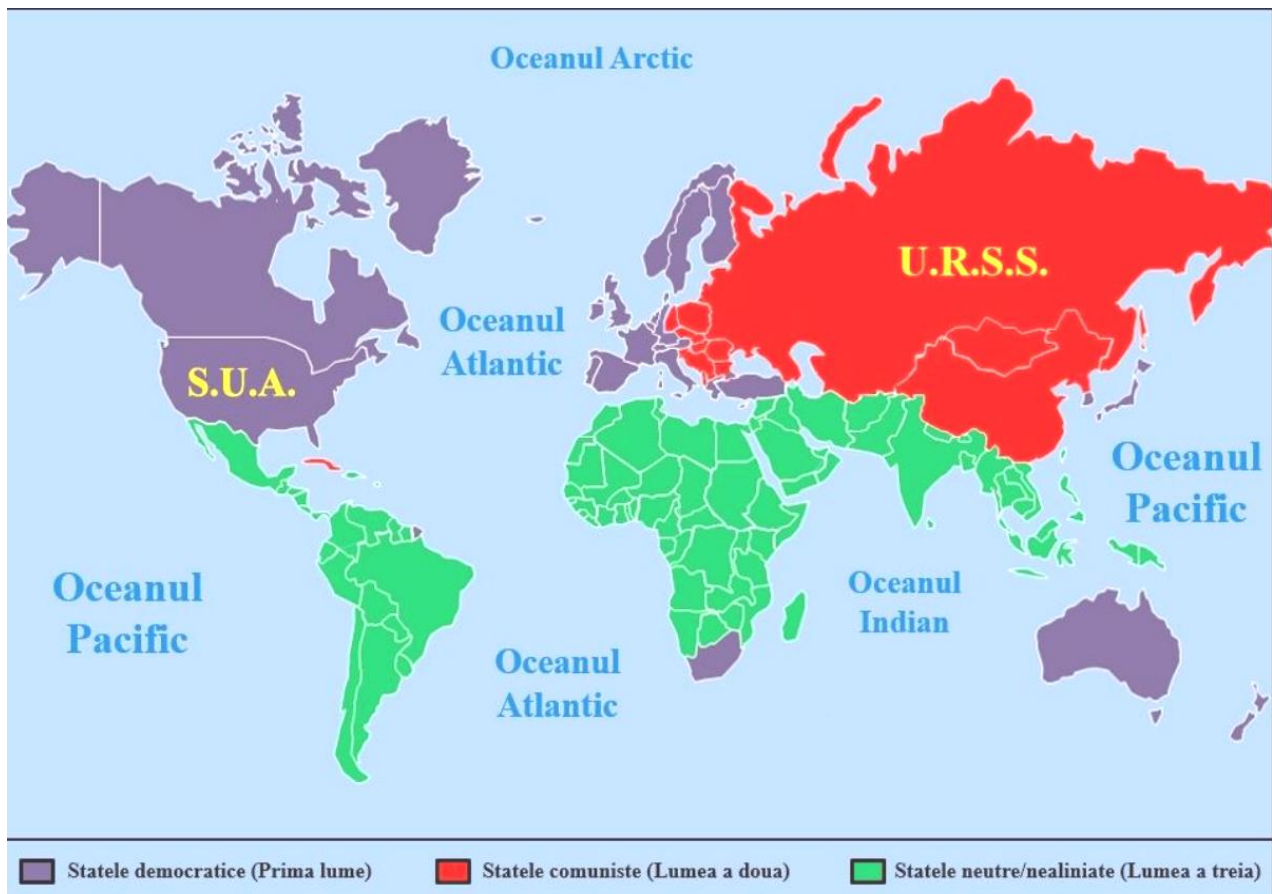 Oceanul Arctic
U.R.S.S.
Oceanul
Atlantic
S.U.A.
Oceanul
Pacific
Oceanul
Pacific
Oceanul
Indian
Oceanul
Atlantic
Statele democratice (Prima lume)
Statele comuniste (Lumea a doua)
Statele neutre/nealiniate (Lumea a treia)